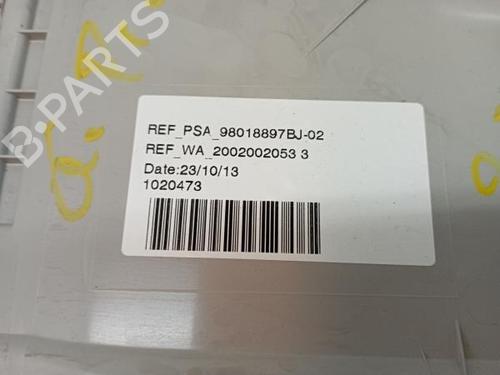 B-PARTS
REF_PSA_98018897BJ-02
REF_WA_2002002053 3
Date:23/10/13
1020473